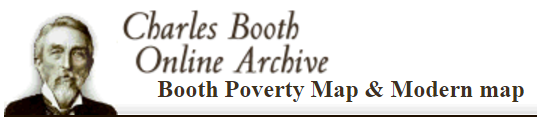 Charles Booth
Online Archive
Booth Poverty Map & Modern map